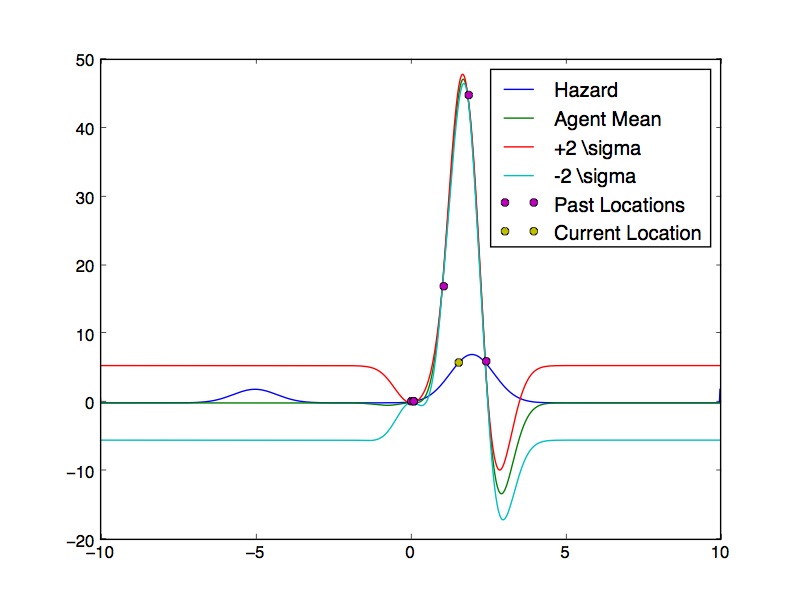 50
40
30
20
10
0
−10
−20
−10
−5
0
5
10
Hazard
Agent Mean
+2 \sigma
-2 \sigma
Past Locations
Current Location